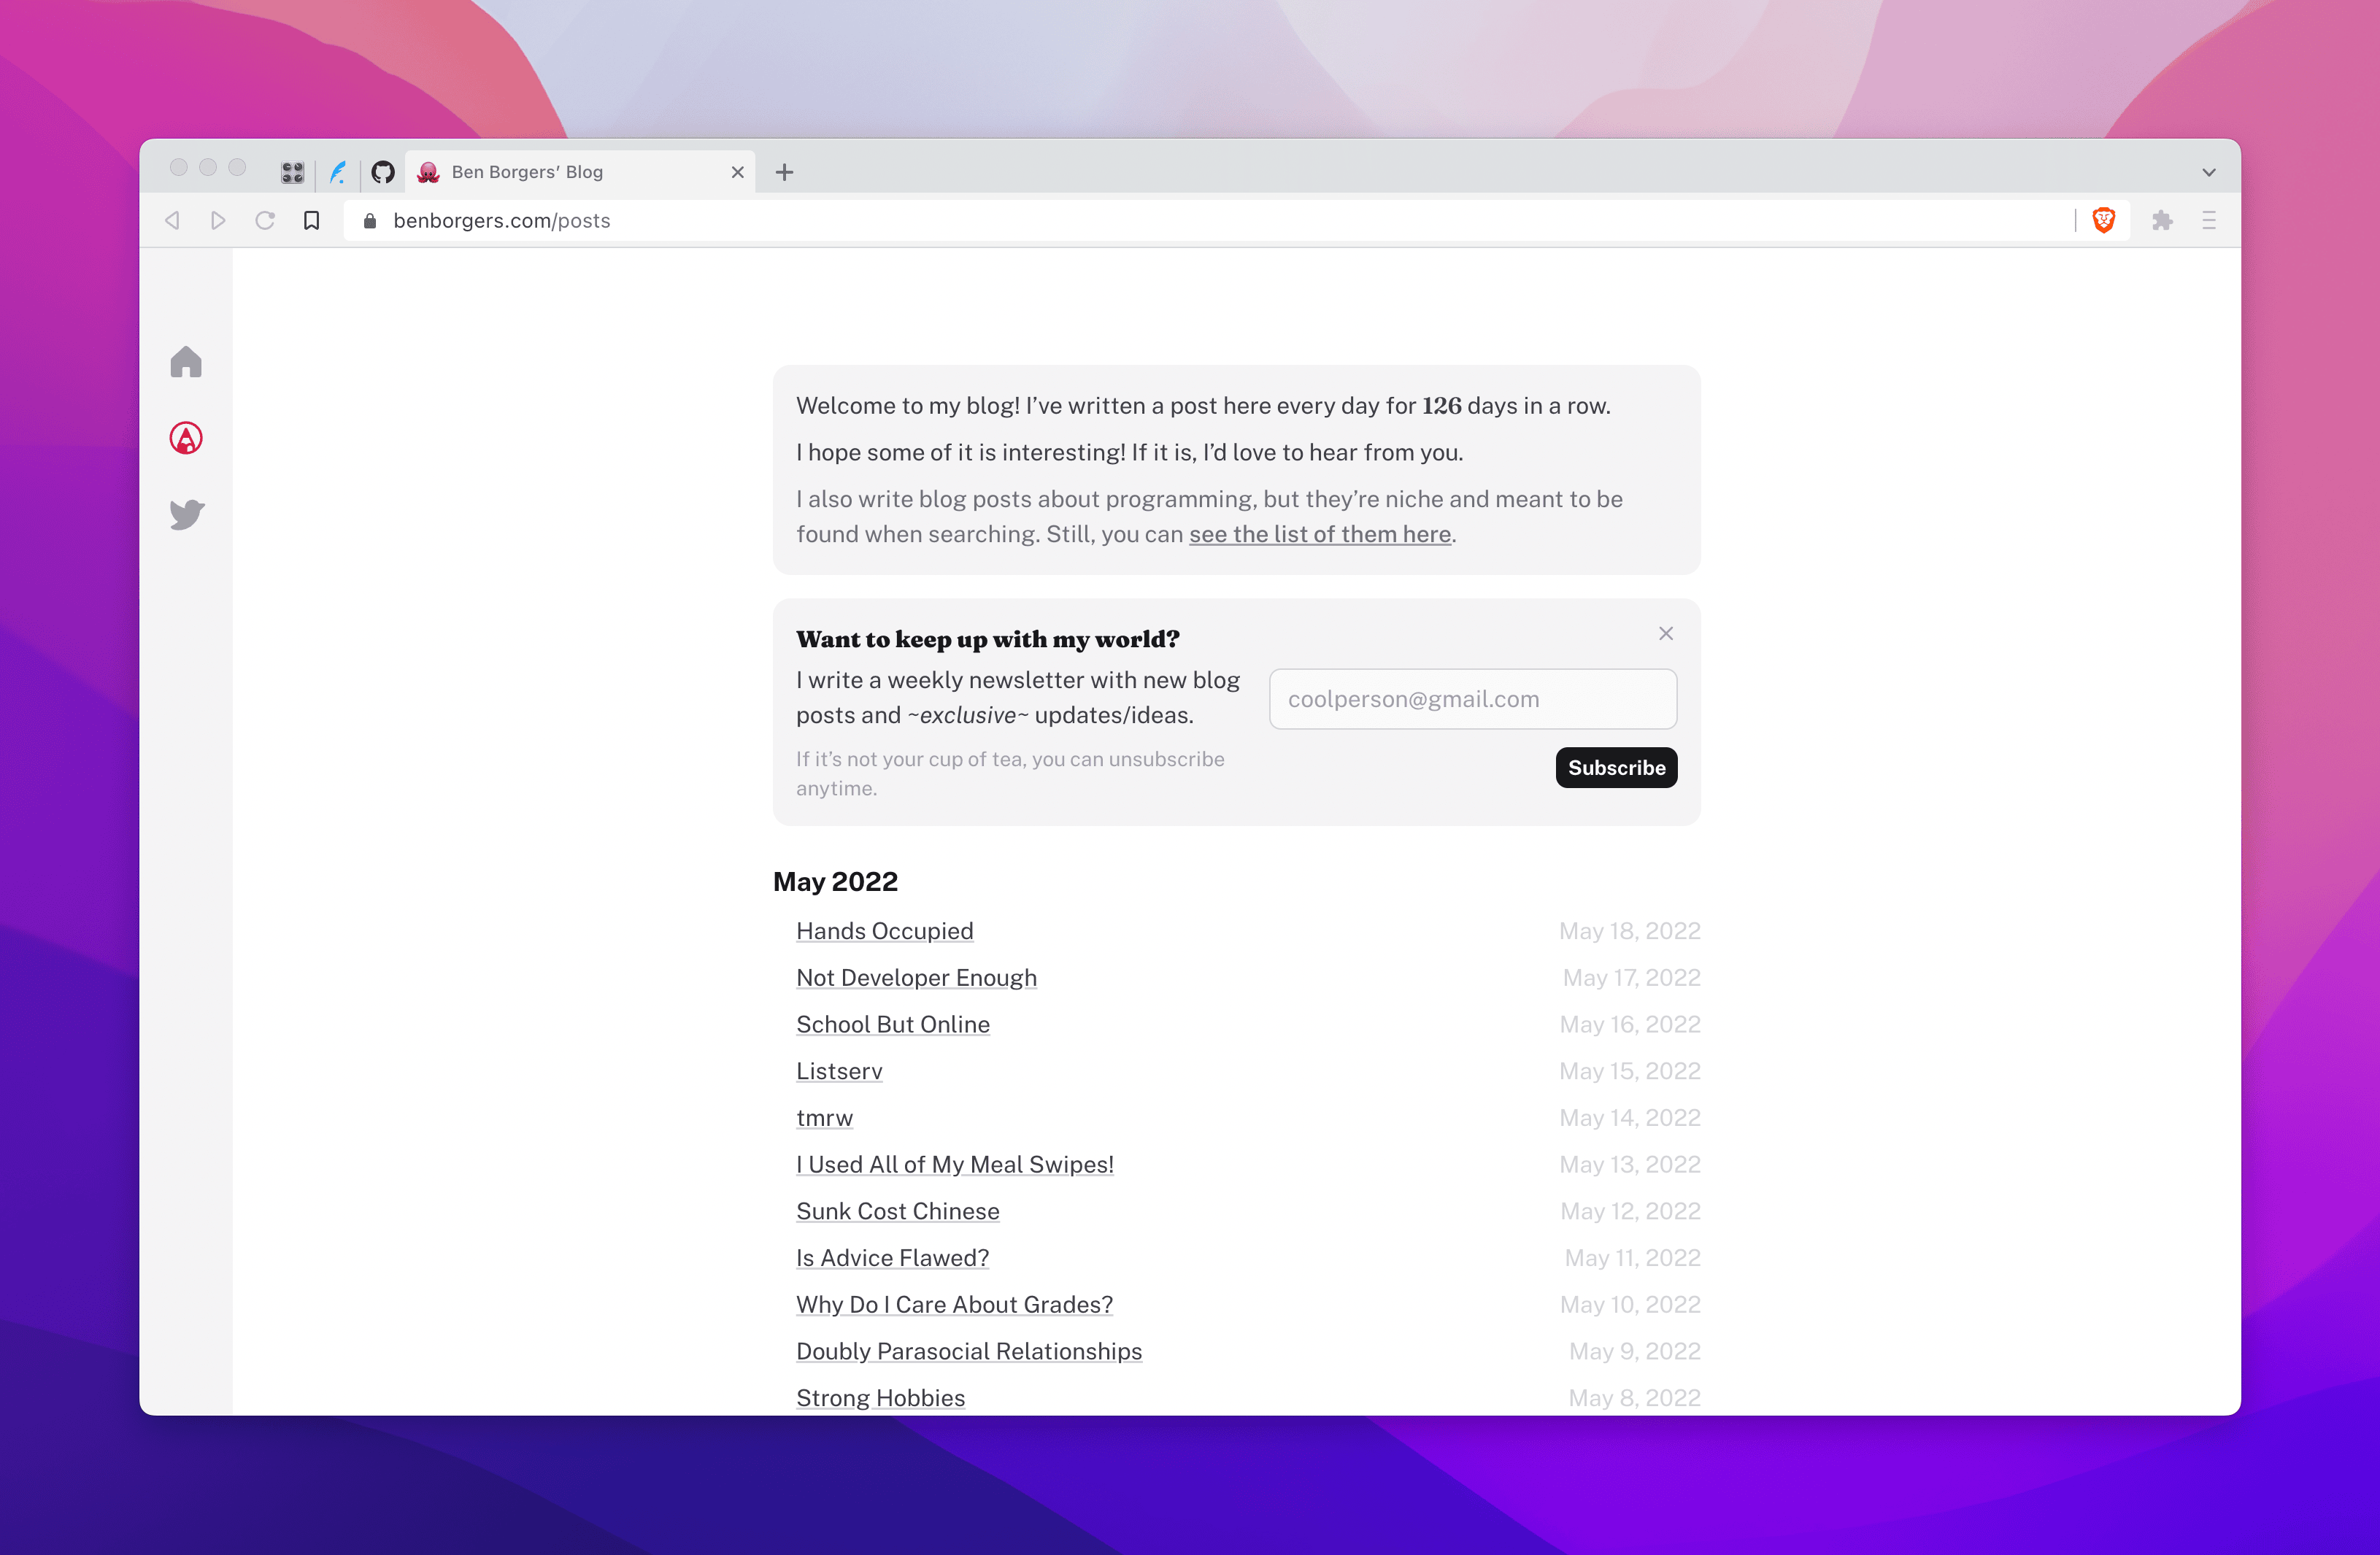 Ben Borgers' Blog
benborgers.com/posts
Welcome to my blog! I’ve written a post here every day for 126 days in a row.
I hope some of it is interesting! If it is, I’d love to hear from you.
I also write blog posts about programming, but they’re niche and meant to be
found when searching. Still, you can see the list of them here.
Want to keep up with my world?
I write a weekly newsletter with new blog
posts and ~exclusive~ updates/ideas.
If it’s not your cup of tea, you can unsubscribe
anytime.
coolperson@gmail.com
Subscribe
May 2022
Hands Occupied May 18, 2022
Not Developer Enough May 17, 2022
School But Online May 16, 2022
Listserv May 15, 2022
tmrw May 14, 2022
I Used All of My Meal Swipes! May 13, 2022
Sunk Cost Chinese May 12, 2022
Is Advice Flawed? May 11, 2022
Why Do I Care About Grades? May 10, 2022
Doubly Parasocial Relationships May 9, 2022
Strong Hobbies May 8, 2022